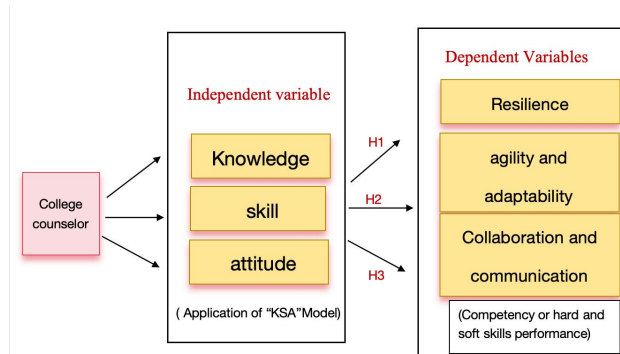 College
counselor
Independent variable
Knowledge
skill
attitude
( Application of "KSA"Model)
H1
H2
H3
Dependent Variables
Resilience
agility and
adaptability
Collaboration and
communication
(Competency or hard and
soft skills performance)